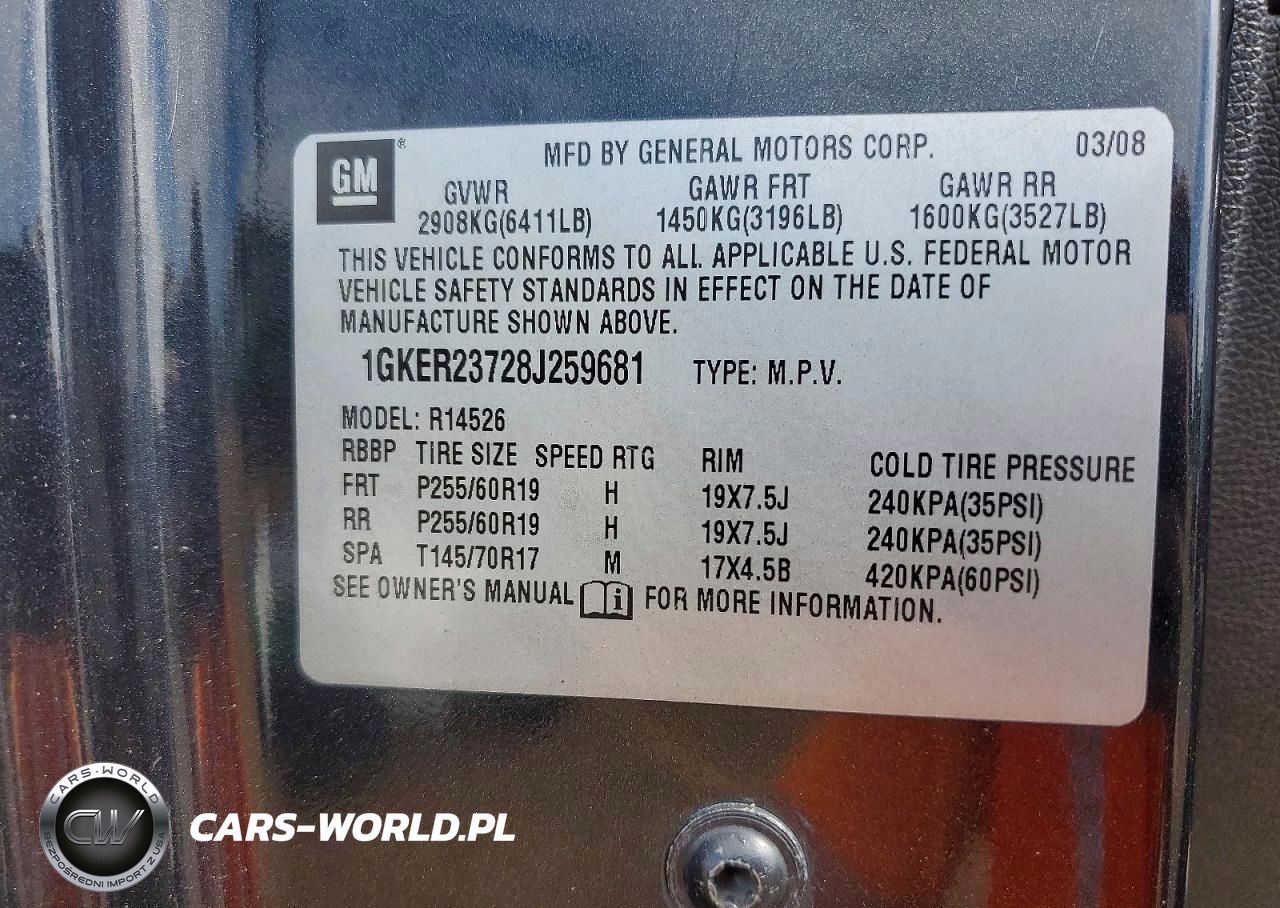 GM®
MFD BY GENERAL MOTORS CORP. 03/08
GVWR GAWR FRT GAWR RR
2908KG(6411LB) 1450KG(3196LB) 1600KG(3527LB)
THIS VEHICLE CONFORMS TO ALL APPLICABLE U.S. FEDERAL MOTOR
VEHICLE SAFETY STANDARDS IN EFFECT ON THE DATE OF
MANUFACTURE SHOWN ABOVE.
1GKER23728J259681 TYPE: M.P.V.
MODEL: R14526
RBBP TIRE SIZE SPEED RTG RIM COLD TIRE PRESSURE
FRT P255/60R19 H 19X7.5J 240KPA(35PSI)
RR P255/60R19 H 19X7.5J 240KPA(35PSI)
SPA T145/70R17 M 17X4.5B 420KPA(60PSI)
SEE OWNER'S MANUAL i FOR MORE INFORMATION.
CARS-WORLD
CW
BEZPOŚREDNI IMPORT Z USA
CARS-WORLD.PL